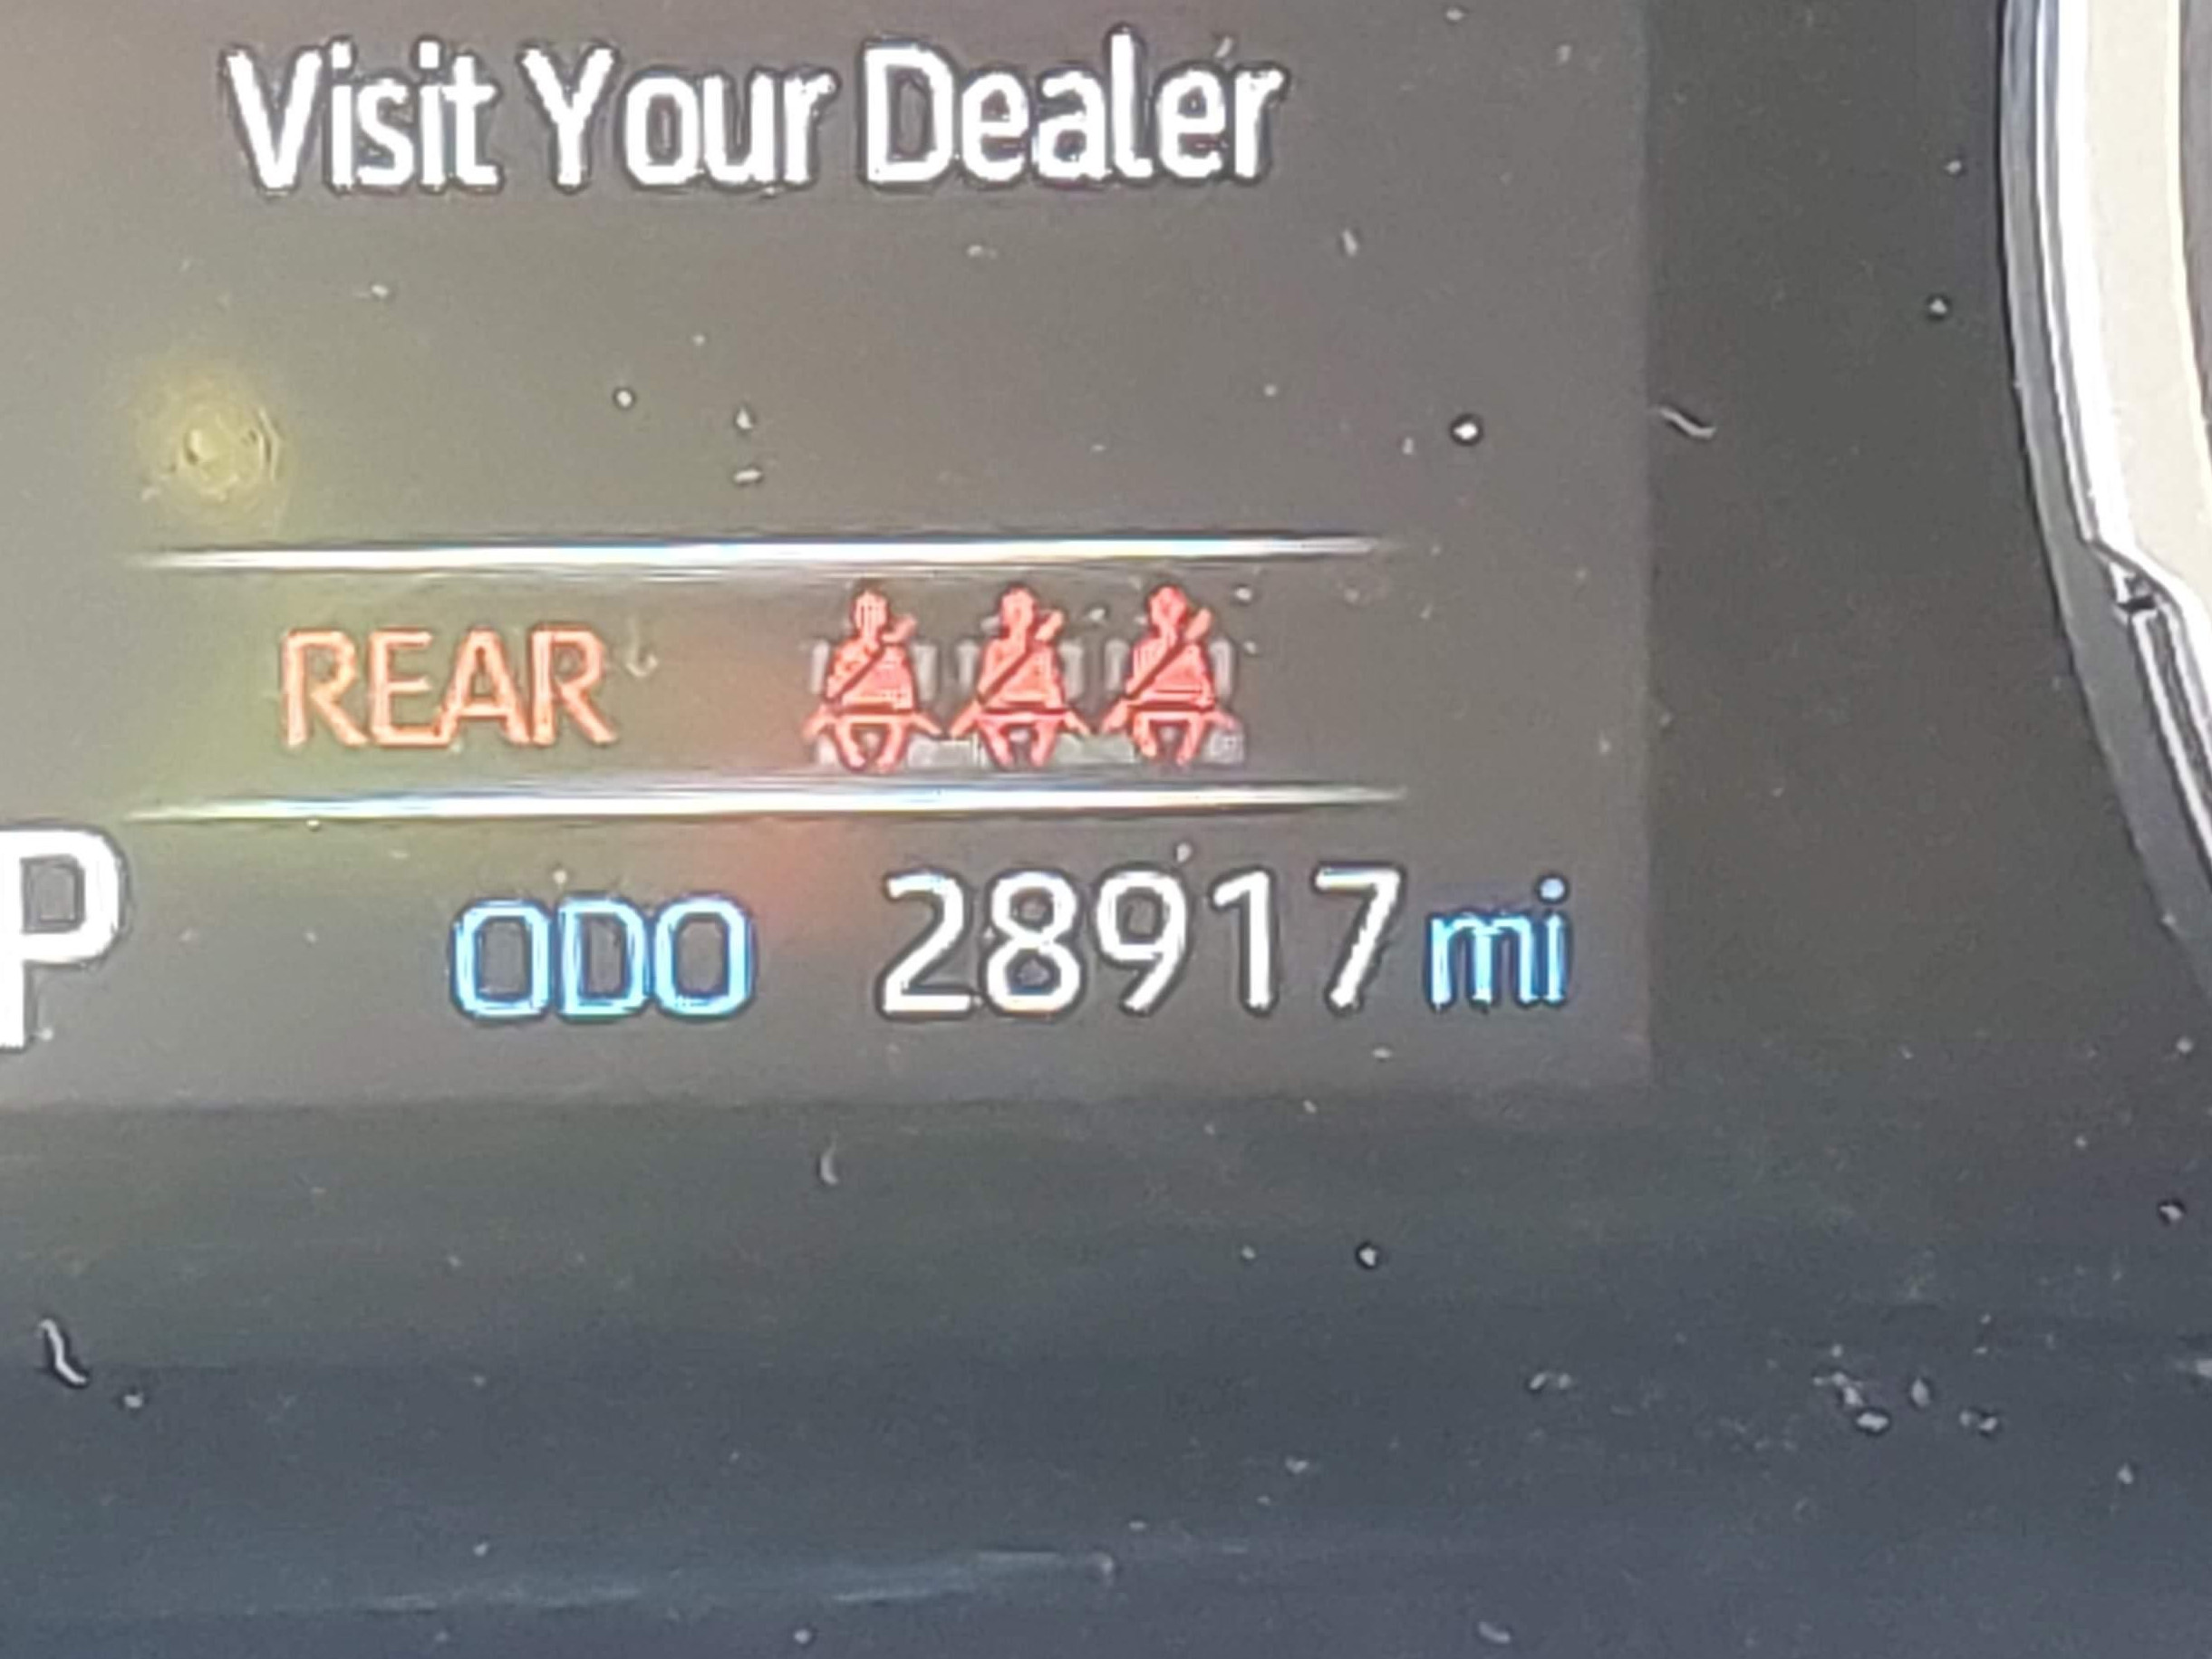 Visit Your Dealer
REAR
P
ODO 28917 mi